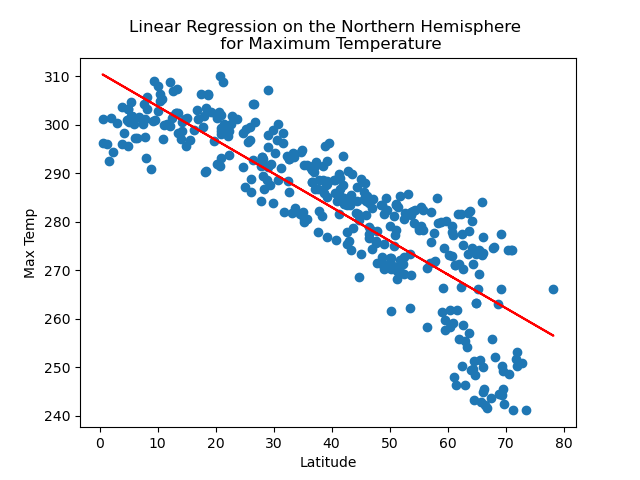 Linear Regression on the Northern Hemisphere
for Maximum Temperature
310
300
290
280
270
260
250
240
Max Temp
0 10 20 30 40 50 60 70 80
Latitude